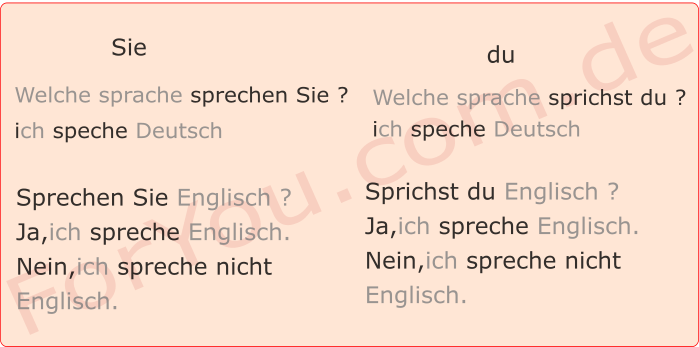 Sie
Welche sprache sprechen Sie ?
ich speche Deutsch
Sprechen Sie Englisch ?
Ja,ich spreche Englisch.
Nein,ich spreche nicht
Englisch.
du
Welche sprache sprichst du ?
ich speche Deutsch
Sprichst du Englisch ?
Ja,ich spreche Englisch.
Nein,ich spreche nicht
Englisch.
ForYou.com.de